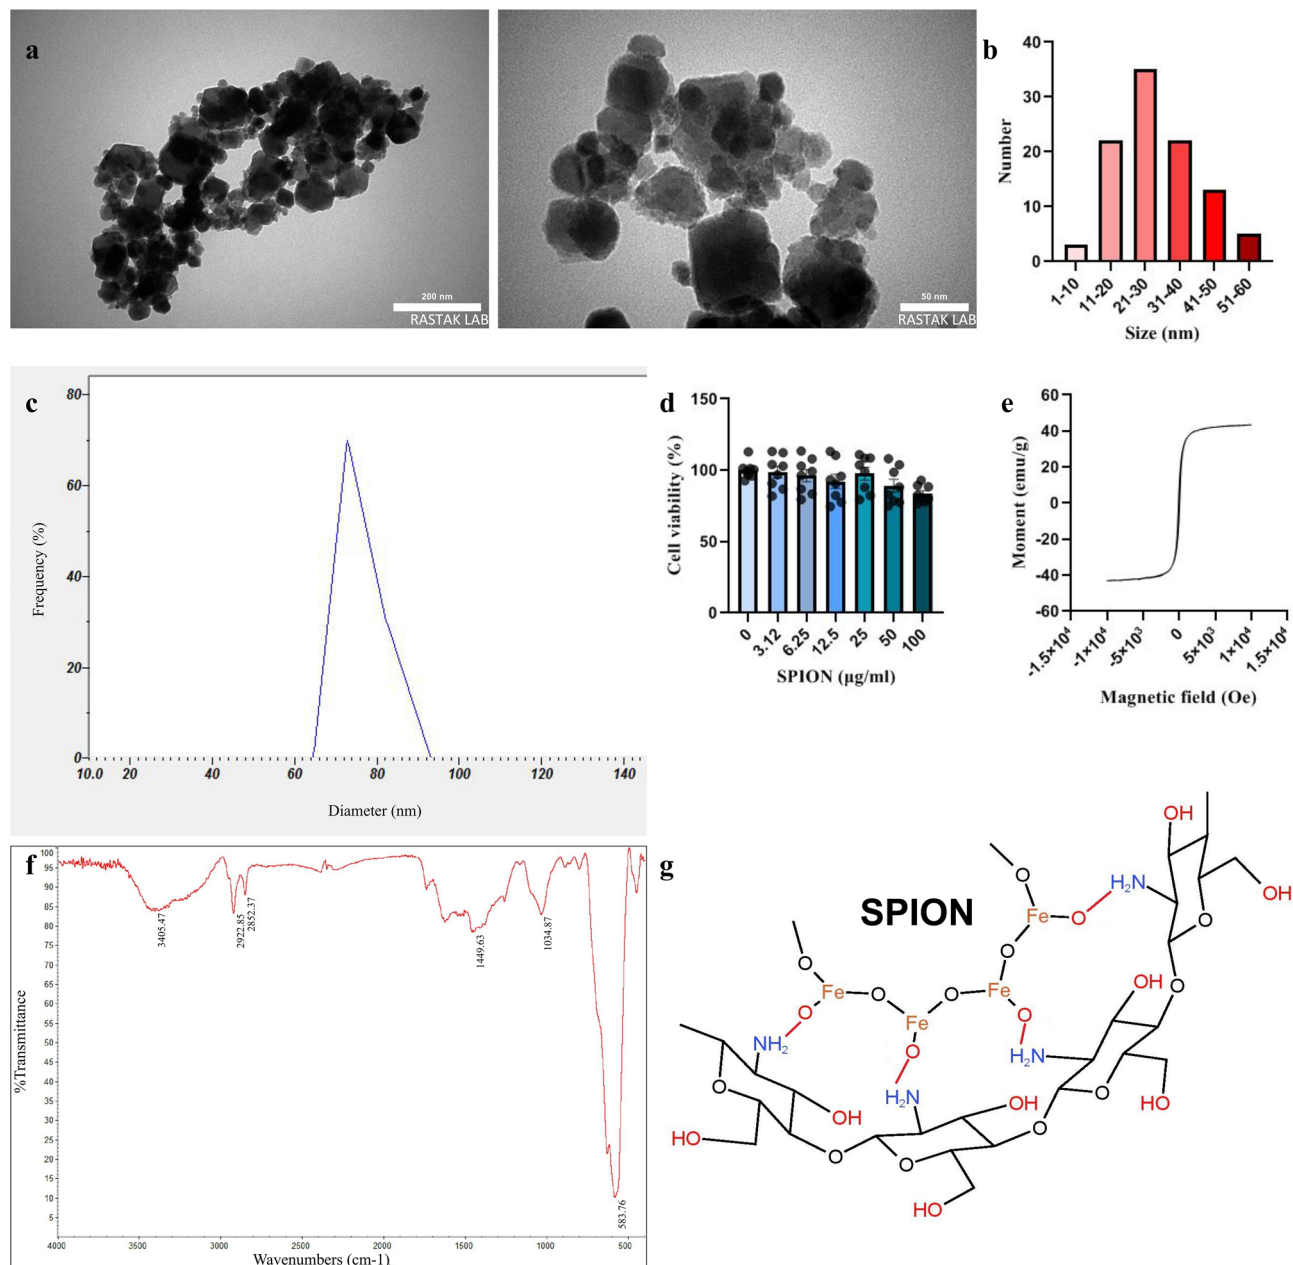 a
200 nm
RASTAK LAB
50 nm
RASTAK LAB
b
40
30
20
10
0
Number
1-10
11-20
21-30
31-40
41-50
51-60
Size (nm)
c
80
60
40
20
0
Frequency (%)
10.0 20 40 60 80 100 120 140
Diameter (nm)
d
150
100
50
0
Cell viability (%)
0
3.12
6.25
12.5
25
50
100
SPION (µg/ml)
e
60
40
20
0
-20
-40
-60
Moment (emu/g)
-1.5×10⁴
-1×10⁴
-5×10³
0
5×10³
1×10⁴
1.5×10⁴
Magnetic field (Oe)
f
100
95
90
85
80
75
70
65
60
55
50
45
40
35
30
25
20
15
10
5
%Transmittance
3405.47
2922.85
2852.37
1449.63
1034.87
583.76
4000 3500 3000 2500 2000 1500 1000 500
Wavenumbers (cm-1)
g
SPION
OH
O
H₂N
OH
Fe
O
O
O
O
O
OH
Fe
O
O
Fe
O
O
Fe
O
O
NH₂
H₂N
O
O
H₂N
OH
HO
OH
O
HO
O
O
HO